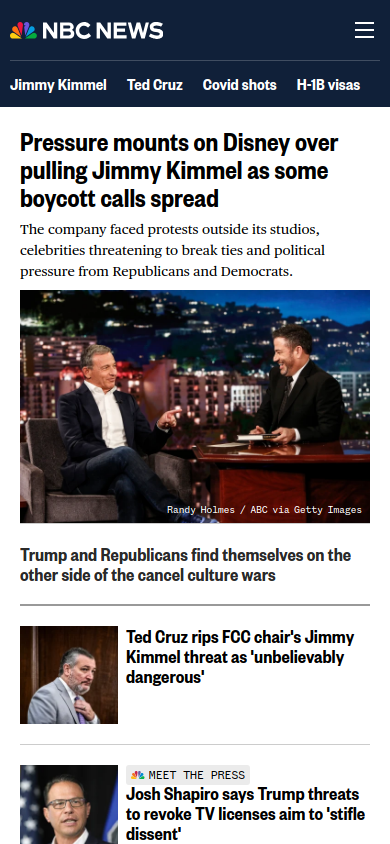 NBC NEWS
Jimmy Kimmel Ted Cruz Covid shots H-1B visas
Pressure mounts on Disney over
pulling Jimmy Kimmel as some
boycott calls spread
The company faced protests outside its studios,
celebrities threatening to break ties and political
pressure from Republicans and Democrats.
Randy Holmes / ABC via Getty Images
Trump and Republicans find themselves on the
other side of the cancel culture wars
Ted Cruz rips FCC chair's Jimmy
Kimmel threat as 'unbelievably
dangerous'
MEET THE PRESS
Josh Shapiro says Trump threats
to revoke TV licenses aim to 'stifle
dissent'